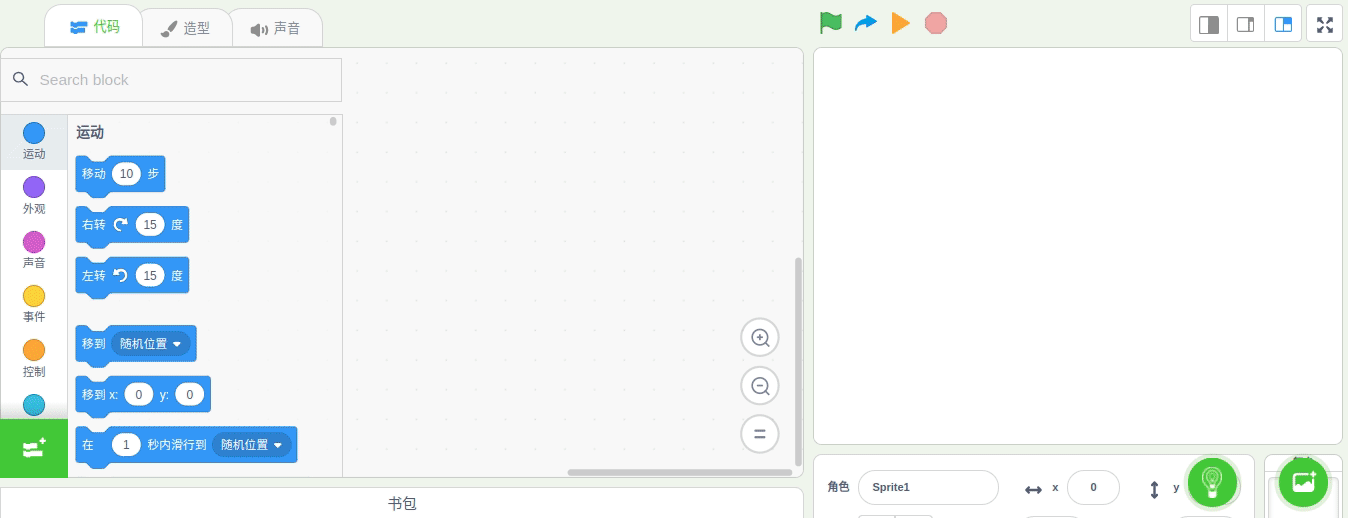 代码 造型 声音
Search block
运动
外观
声音
事件
控制
运动
移动 10 步
右转 15 度
左转 15 度
移到 随机位置
移到 x: 0 y: 0
在 1 秒内滑行到 随机位置
书包
角色 Sprite1 x 0 y